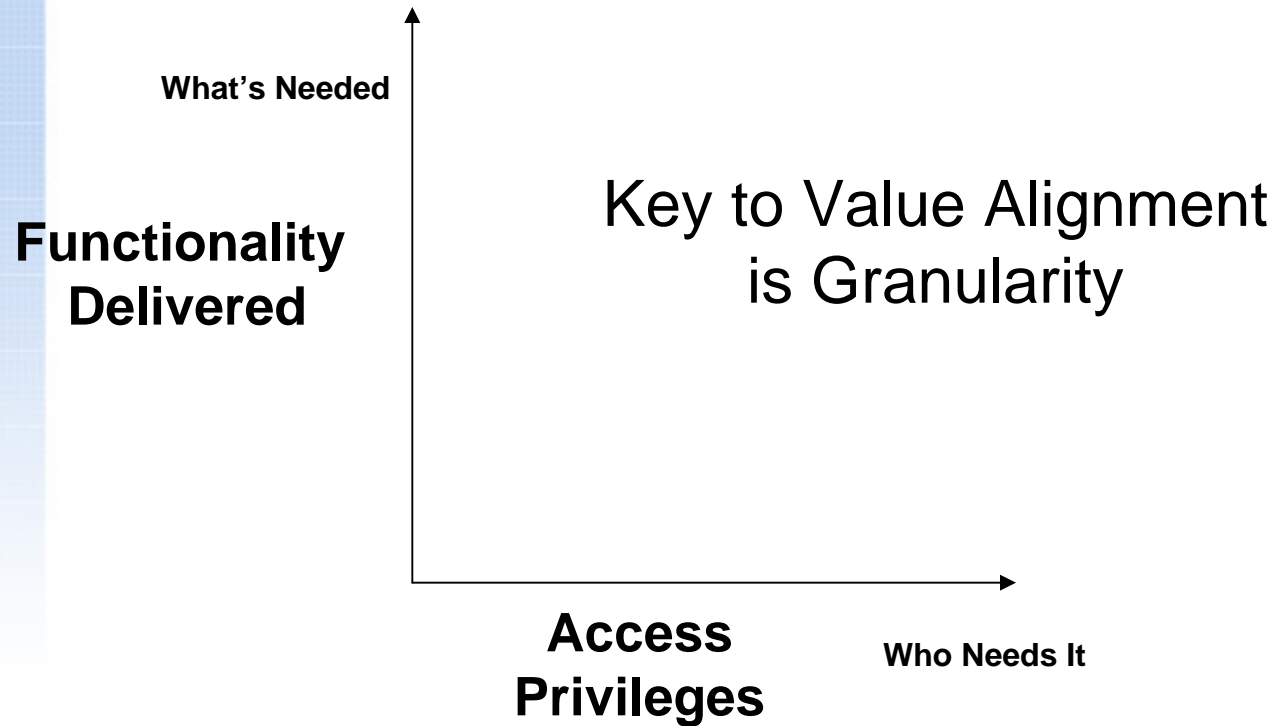 What’s Needed
Key to Value Alignment
is Granularity
Functionality
Delivered
Access
Privileges
Who Needs It